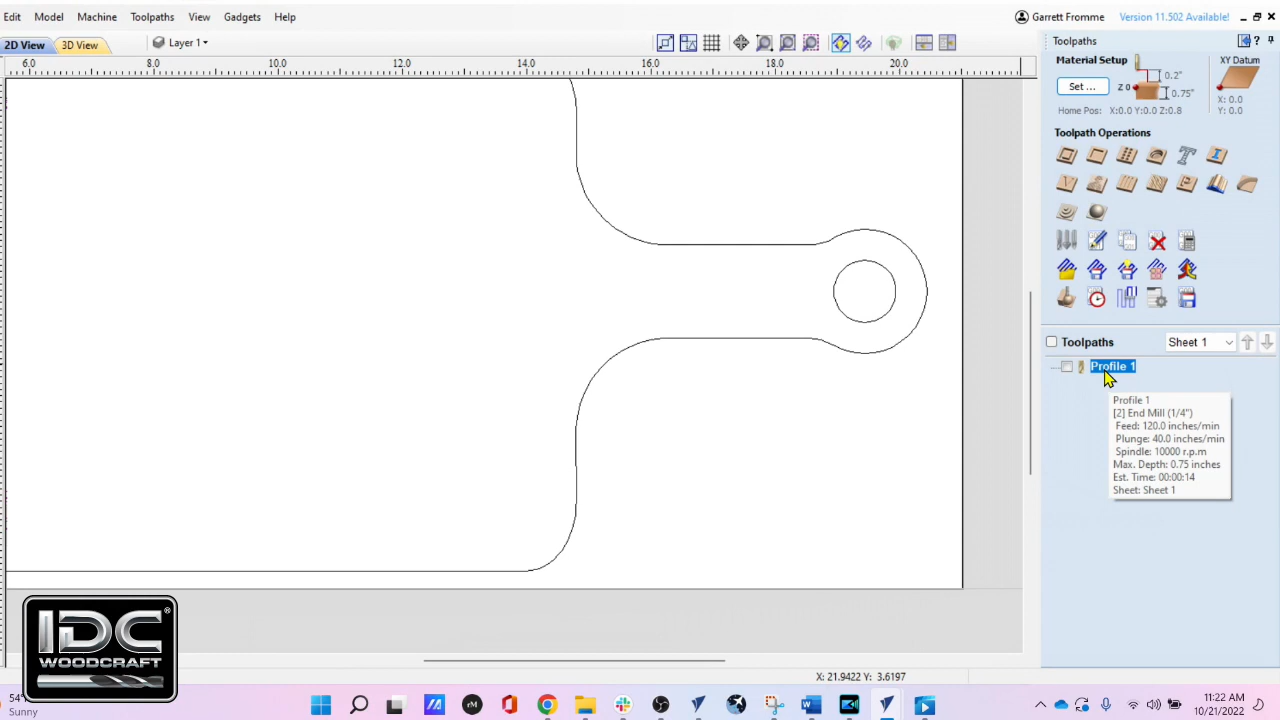 Edit Model Machine Toolpaths View Gadgets Help
Garrett Fromme Version 11.502 Available!
2D View 3D View Layer 1
Toolpaths ?
6.0 8.0 10.0 12.0 14.0 16.0 18.0 20.0
Material Setup
XY Datum
0.2"
Set ...
Z 0
0.75"
X: 0.0
Y: 0.0
Home Pos: X:0.0 Y:0.0 Z:0.8
Toolpath Operations
Toolpaths Sheet 1
Profile 1
Profile 1
[2] End Mill (1/4")
Feed: 120.0 inches/min
Plunge: 40.0 inches/min
Spindle: 10000 r.p.m
Max. Depth: 0.75 inches
Est. Time: 00:00:14
Sheet: Sheet 1
IDC®
WOODCRAFT
X: 21.9422 Y: 3.6197
54°
Sunny
rM
11:22 AM
10/21/2022